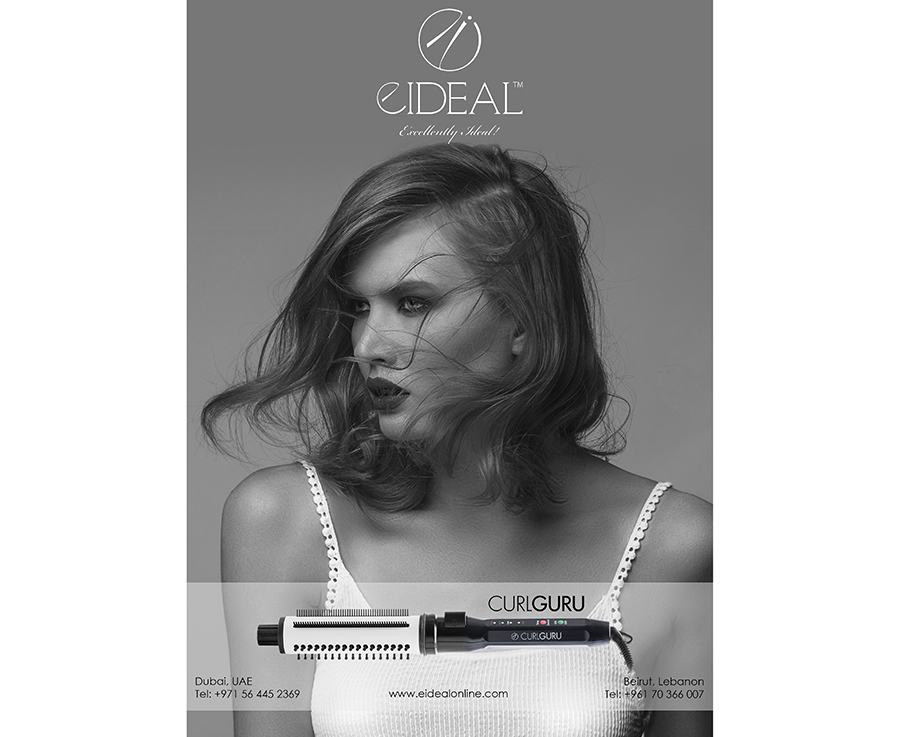 eIDEAL™
Excellently Ideal!
CURLGURU
CURLGURU
Dubai, UAE
Tel: +971 56 445 2369
www.eidealonline.com
Beirut, Lebanon
Tel: +961 70 366 007